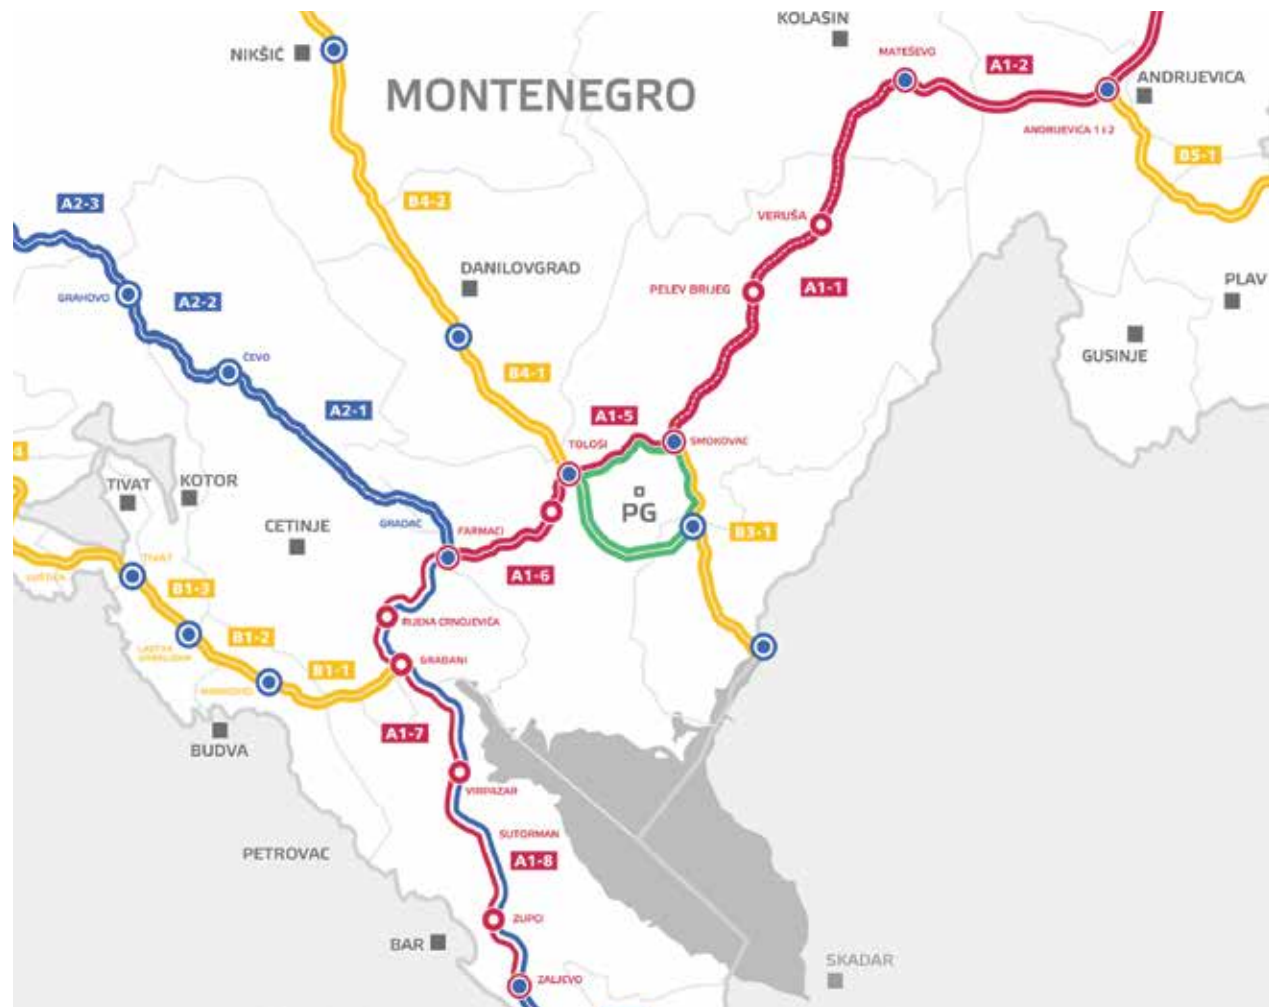 KOLAŠIN
NIKŠIĆ
MATEŠEVO
A1-2
MONTENEGRO
ANDRIJEVICA
ANDRIJEVICA 1 I 2
B5-1
A2-3
B4-2
VERUŠA
DANILOVGRAD
PELEV BRIJEG
A1-1
PLAV
GRAHOVO
A2-2
GUSINJE
ČEVO
B4-1
A2-1
A1-5
TOLOŠI
SMOKOVAC
4
TIVAT
KOTOR
PG
CETINJE
GRADAC
FARMACI
B3-1
TIVAT
A1-6
B1-3
RIJEKA CRNOJEVIĆA
B1-2
B1-1
GRAĐANI
A1-7
BUDVA
VIRPAZAR
SUTORMAN
PETROVAC
A1-8
ZUPCI
BAR
SKADAR
ZALJEVO